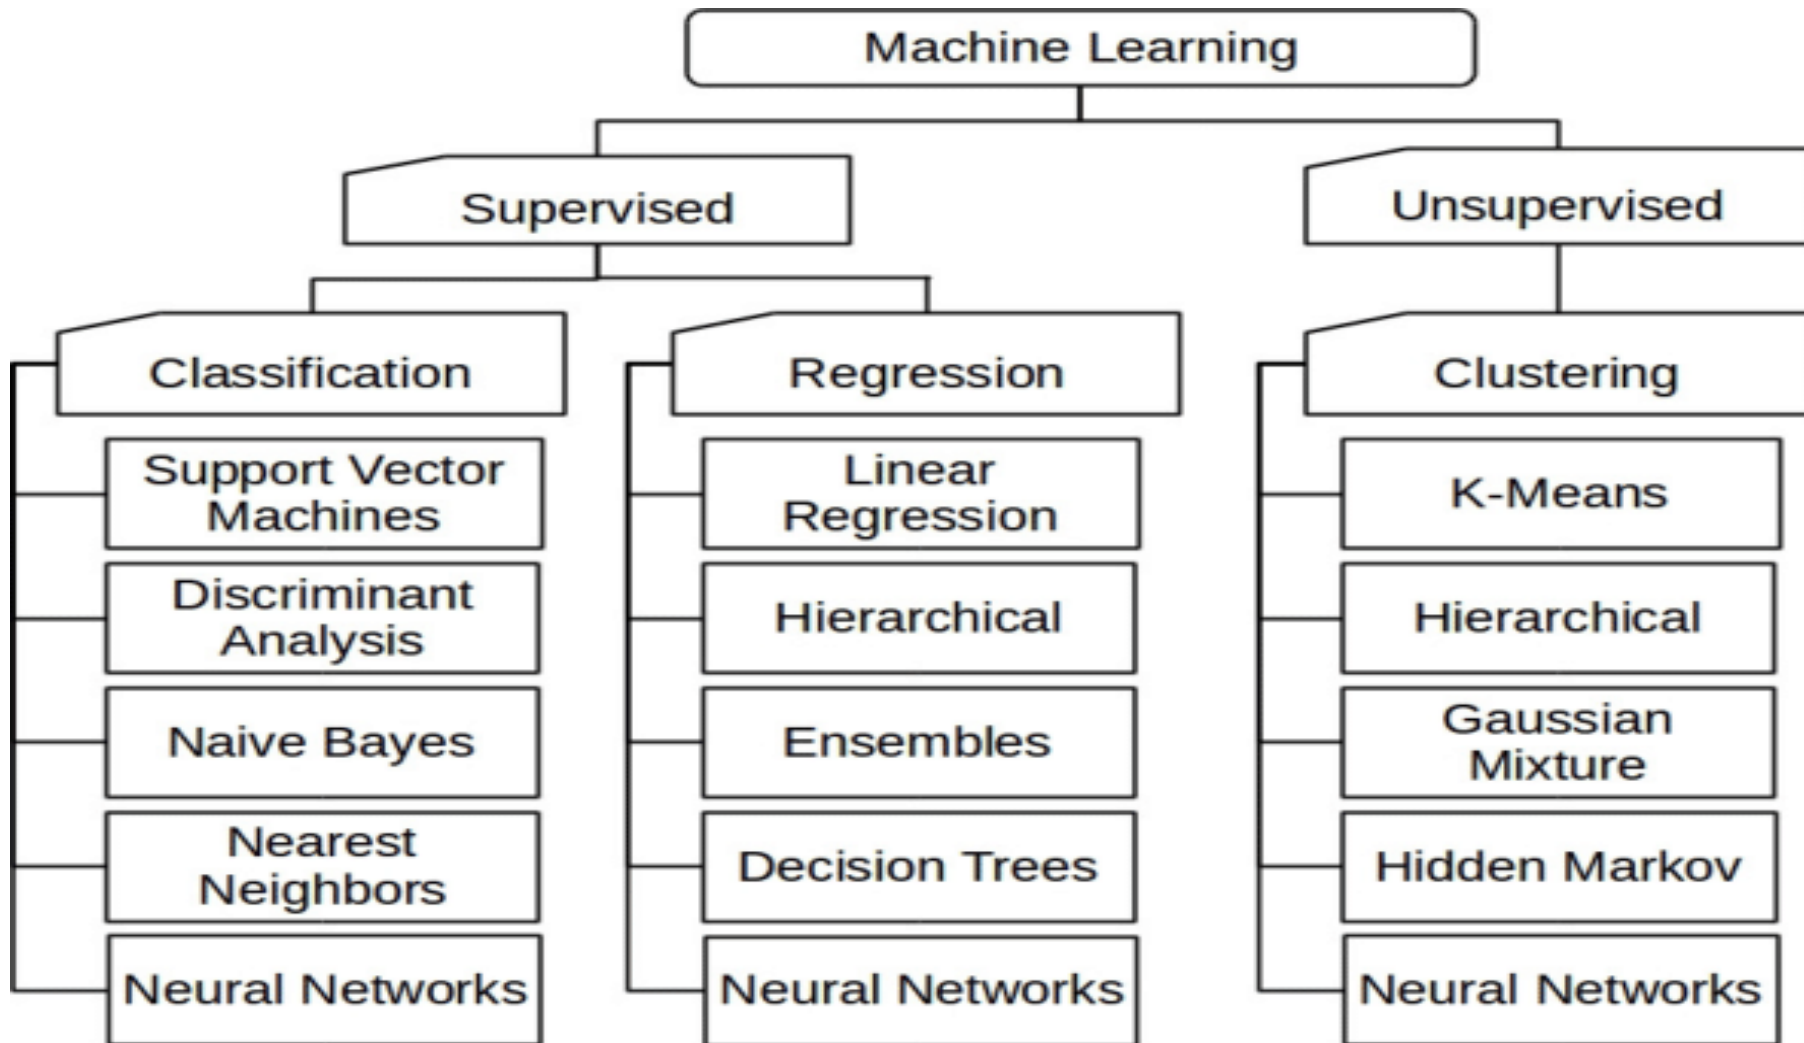 Machine Learning
Supervised
Unsupervised
Classification
Regression
Clustering
Support Vector
Machines
Linear
Regression
K-Means
Discriminant
Analysis
Hierarchical
Hierarchical
Naive Bayes
Ensembles
Gaussian
Mixture
Nearest
Neighbors
Decision Trees
Hidden Markov
Neural Networks
Neural Networks
Neural Networks